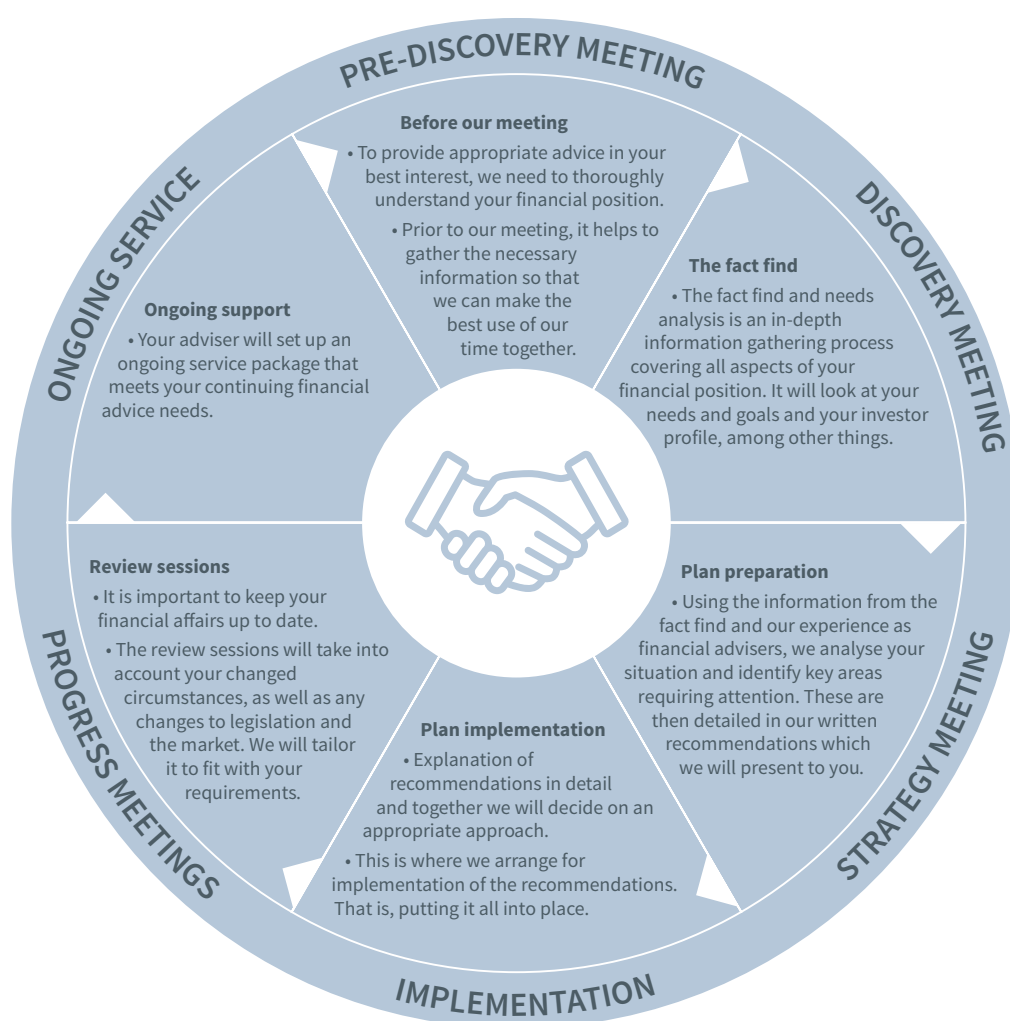 PRE-DISCOVERY MEETING
Before our meeting
• To provide appropriate advice in your
best interest, we need to thoroughly
understand your financial position.
• Prior to our meeting, it helps to
gather the necessary
information so that
we can make the
best use of our
time together.
DISCOVERY MEETING
The fact find
• The fact find and needs
analysis is an in-depth
information gathering process
covering all aspects of your
financial position. It will look at your
needs and goals and your investor
profile, among other things.
STRATEGY MEETING
Plan preparation
• Using the information from the
fact find and our experience as
financial advisers, we analyse your
situation and identify key areas
requiring attention. These are
then detailed in our written
recommendations which
we will present to you.
IMPLEMENTATION
Plan implementation
• Explanation of
recommendations in detail
and together we will decide on an
appropriate approach.
• This is where we arrange for
implementation of the recommendations.
That is, putting it all into place.
PROGRESS MEETINGS
Review sessions
• It is important to keep your
financial affairs up to date.
• The review sessions will take into
account your changed
circumstances, as well as any
changes to legislation and
the market. We will tailor
it to fit with your
requirements.
ONGOING SERVICE
Ongoing support
• Your adviser will set up an
ongoing service package that
meets your continuing financial
advice needs.